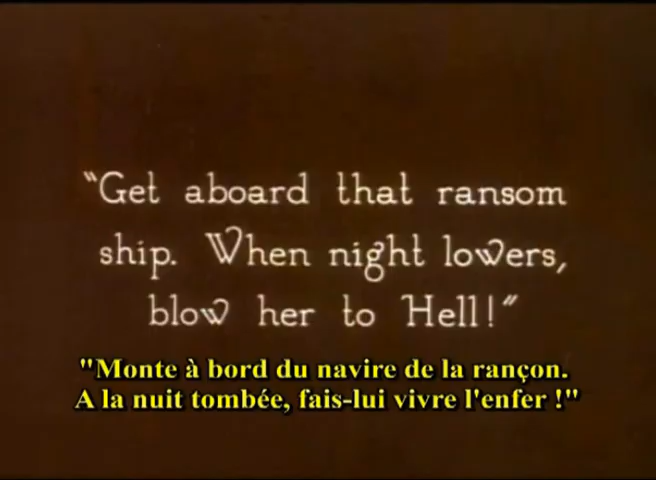 “Get aboard that ransom
ship. When night lowers,
blow her to Hell!”
"Monte à bord du navire de la rançon.
A la nuit tombée, fais-lui vivre l'enfer !"